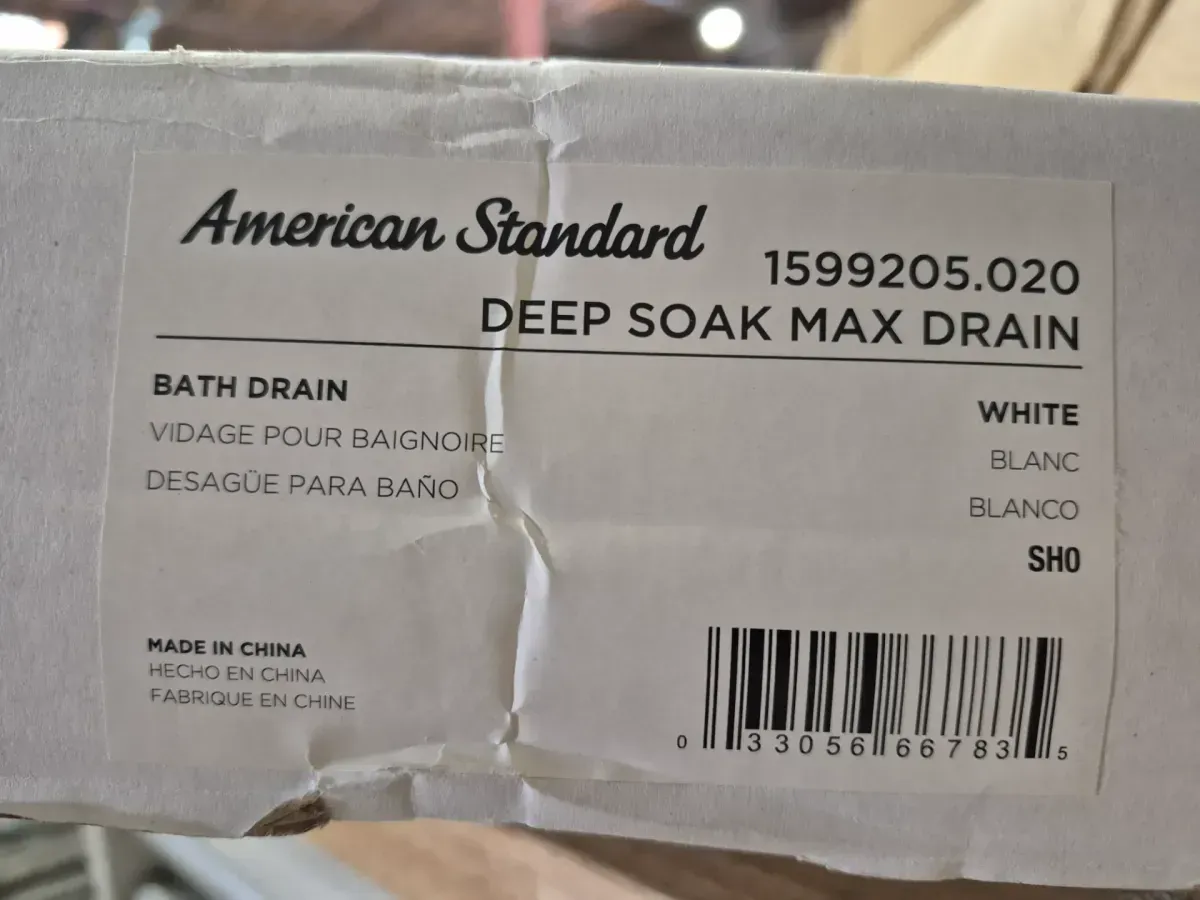 American Standard
1599205.020
DEEP SOAK MAX DRAIN
BATH DRAIN
VIDAGE POUR BAIGNOIRE
DESAGÜE PARA BAÑO
WHITE
BLANC
BLANCO
SH0
MADE IN CHINA
HECHO EN CHINA
FABRIQUE EN CHINE
0 33056 66783 5